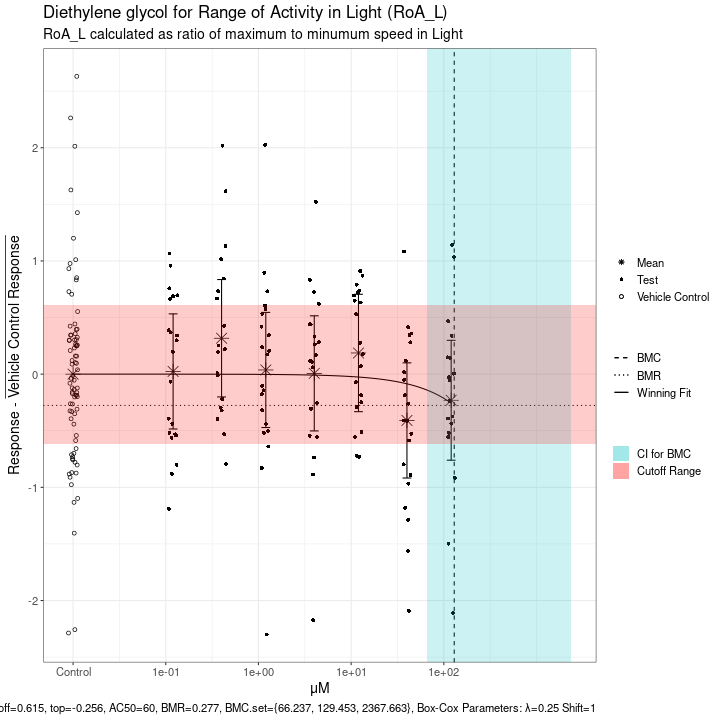 Diethylene glycol for Range of Activity in Light (RoA_L)
RoA_L calculated as ratio of maximum to minumum speed in Light
Response - Vehicle Control Response
2
1
0
-1
-2
Control
1e-01
1e+00
1e+01
1e+02
µM
Mean
Test
Vehicle Control
BMC
BMR
Winning Fit
CI for BMC
Cutoff Range
off=0.615, top=-0.256, AC50=60, BMR=0.277, BMC.set={66.237, 129.453, 2367.663}, Box-Cox Parameters: λ=0.25 Shift=1